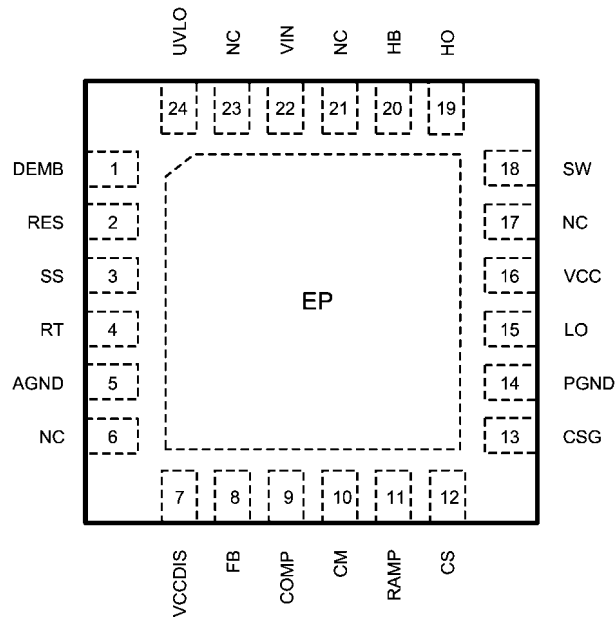 UVLO NC VIN NC HB HO
24 23 22 21 20 19
DEMB 1 18 SW
RES 2 17 NC
SS 3 16 VCC
EP
RT 4 15 LO
AGND 5 14 PGND
NC 6 13 CSG
7 8 9 10 11 12
VCCDIS FB COMP CM RAMP CS